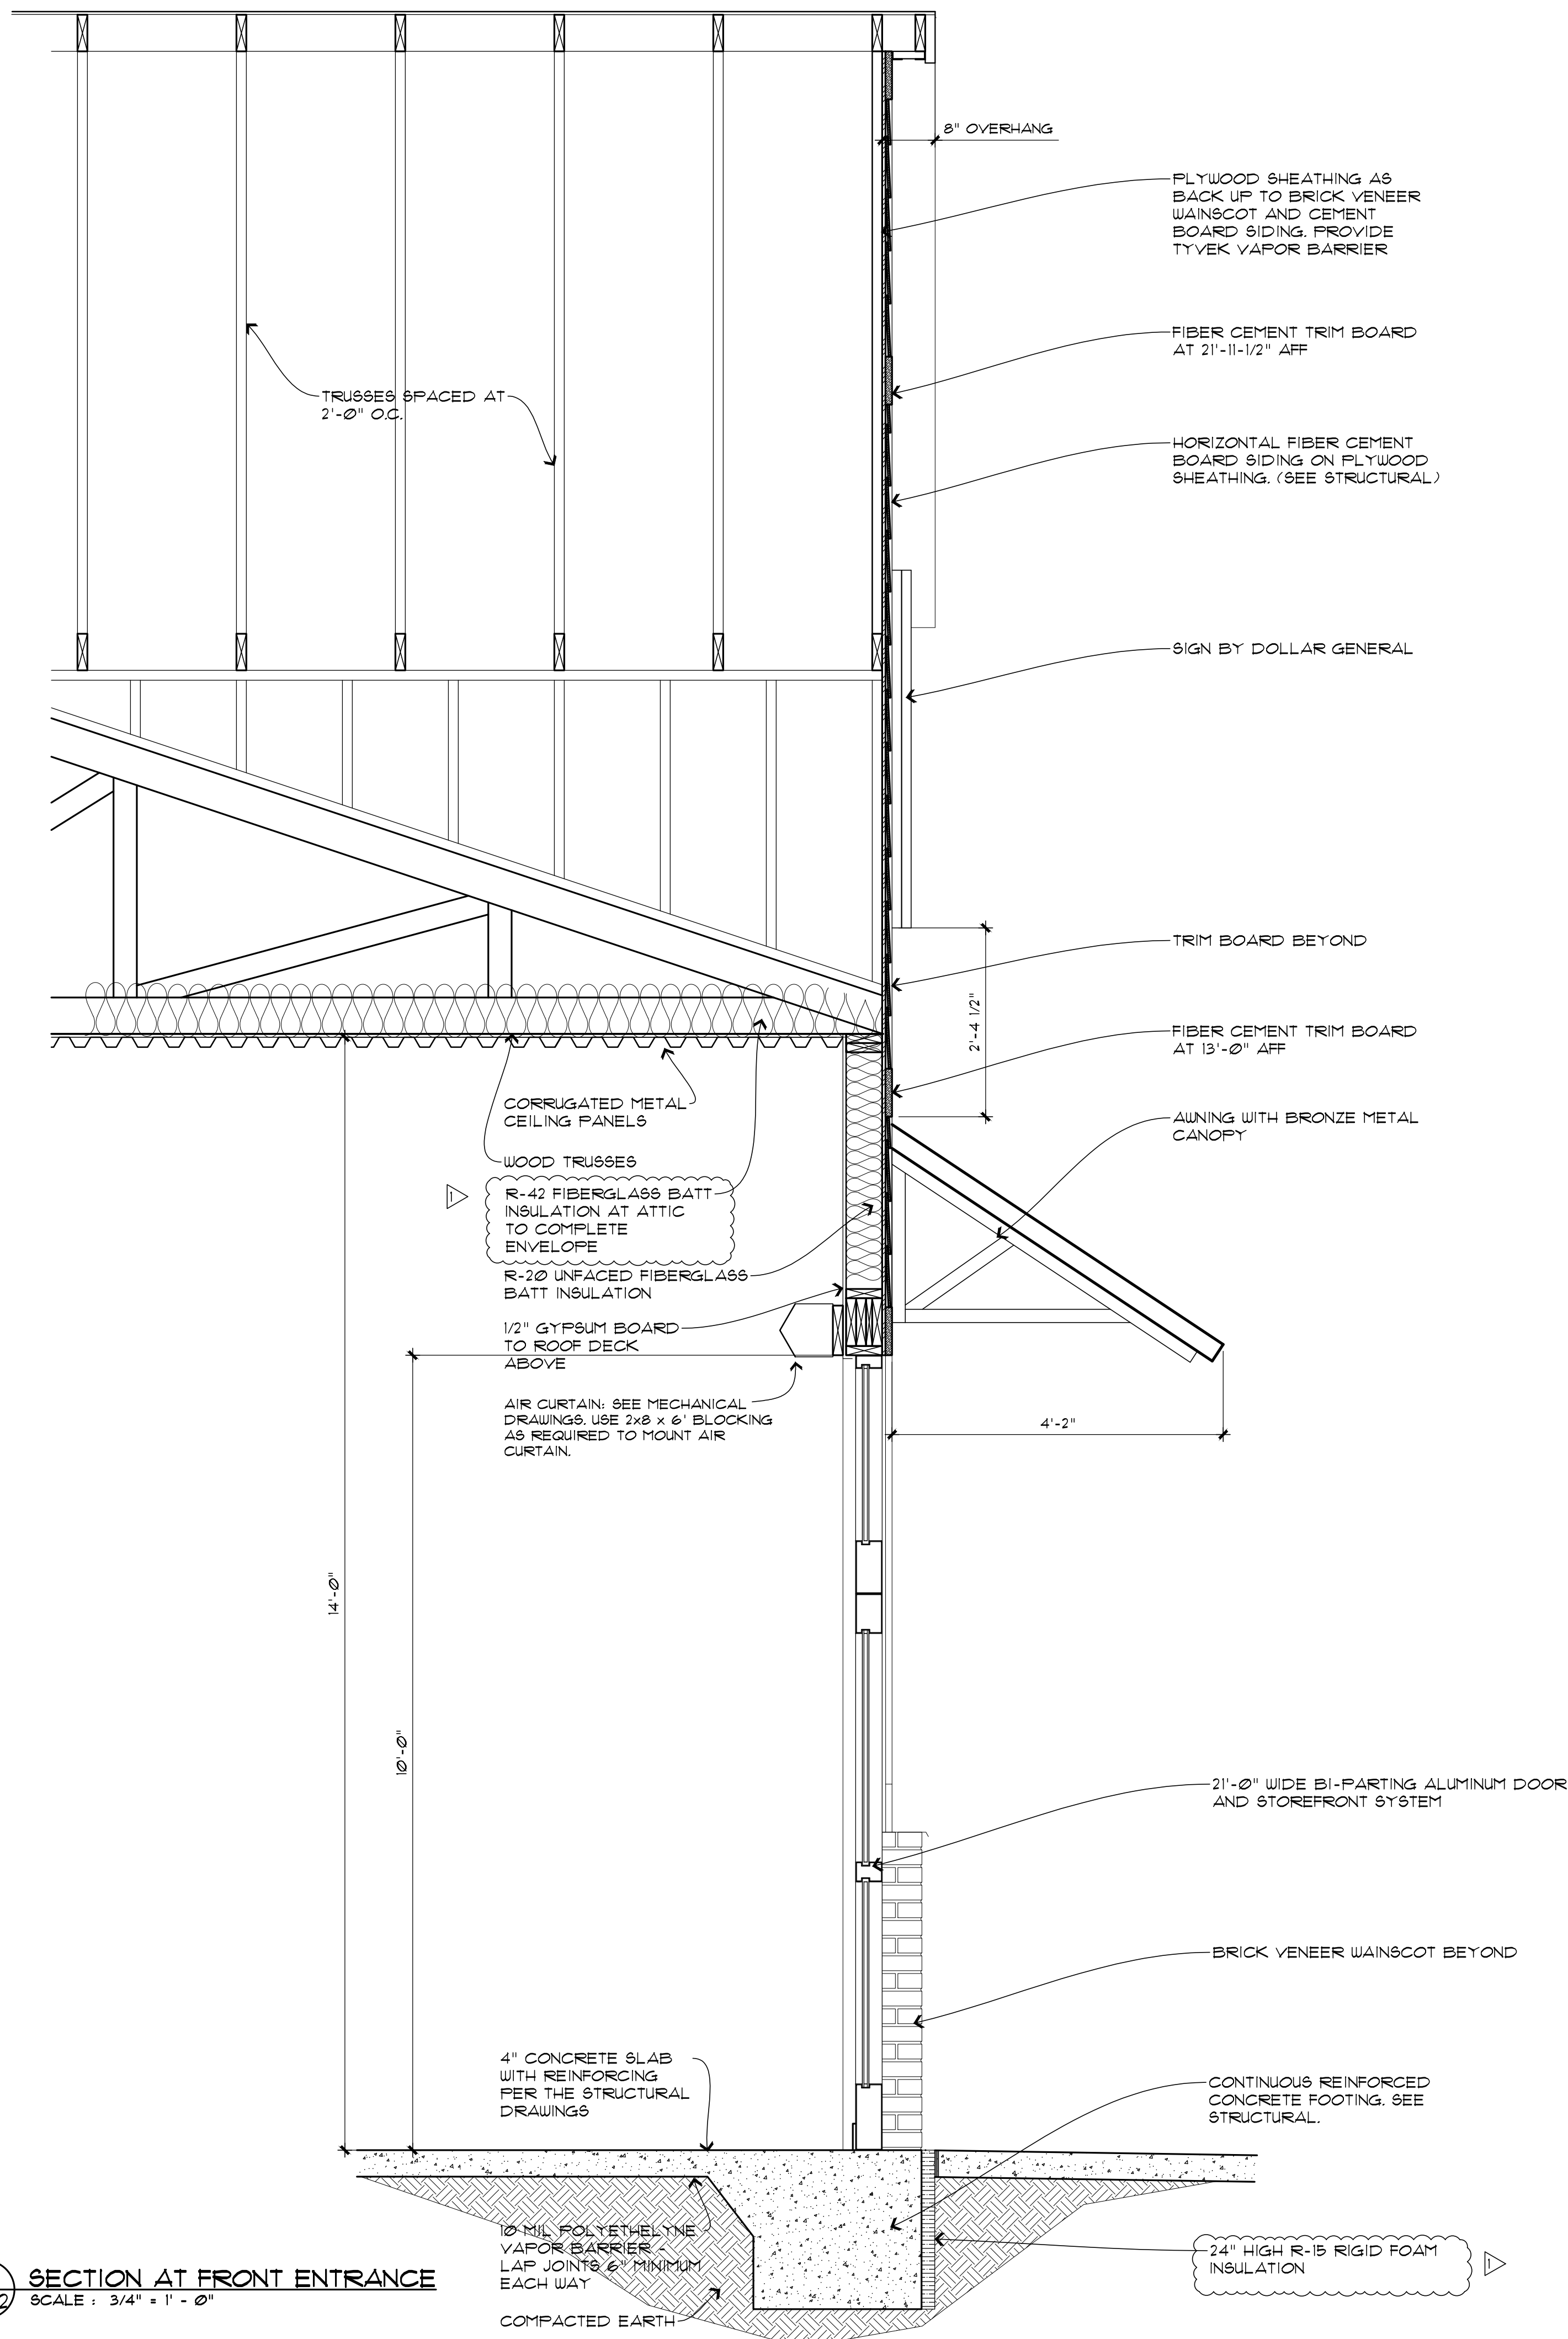 8" OVERHANG
PLYWOOD SHEATHING AS
BACK UP TO BRICK VENEER
WAINSCOT AND CEMENT
BOARD SIDING. PROVIDE
TYVEK VAPOR BARRIER
FIBER CEMENT TRIM BOARD
AT 21'-11-1/2" AFF
TRUSSES SPACED AT
2'-0" O.C.
HORIZONTAL FIBER CEMENT
BOARD SIDING ON PLYWOOD
SHEATHING. (SEE STRUCTURAL)
SIGN BY DOLLAR GENERAL
TRIM BOARD BEYOND
2'-4 1/2"
FIBER CEMENT TRIM BOARD
AT 13'-0" AFF
AWNING WITH BRONZE METAL
CANOPY
CORRUGATED METAL
CEILING PANELS
WOOD TRUSSES
1
R-42 FIBERGLASS BATT
INSULATION AT ATTIC
TO COMPLETE
ENVELOPE
R-20 UNFACED FIBERGLASS
BATT INSULATION
1/2" GYPSUM BOARD
TO ROOF DECK
ABOVE
AIR CURTAIN: SEE MECHANICAL
DRAWINGS. USE 2x8 x 6' BLOCKING
AS REQUIRED TO MOUNT AIR
CURTAIN.
4'-2"
14'-0"
10'-0"
21'-0" WIDE BI-PARTING ALUMINUM DOOR
AND STOREFRONT SYSTEM
BRICK VENEER WAINSCOT BEYOND
4" CONCRETE SLAB
WITH REINFORCING
PER THE STRUCTURAL
DRAWINGS
CONTINUOUS REINFORCED
CONCRETE FOOTING. SEE
STRUCTURAL.
10 MIL POLYETHELYNE
VAPOR BARRIER -
LAP JOINTS 6" MINIMUM
EACH WAY
COMPACTED EARTH
24" HIGH R-15 RIGID FOAM
INSULATION
1
2
SECTION AT FRONT ENTRANCE
SCALE : 3/4" = 1' - 0"